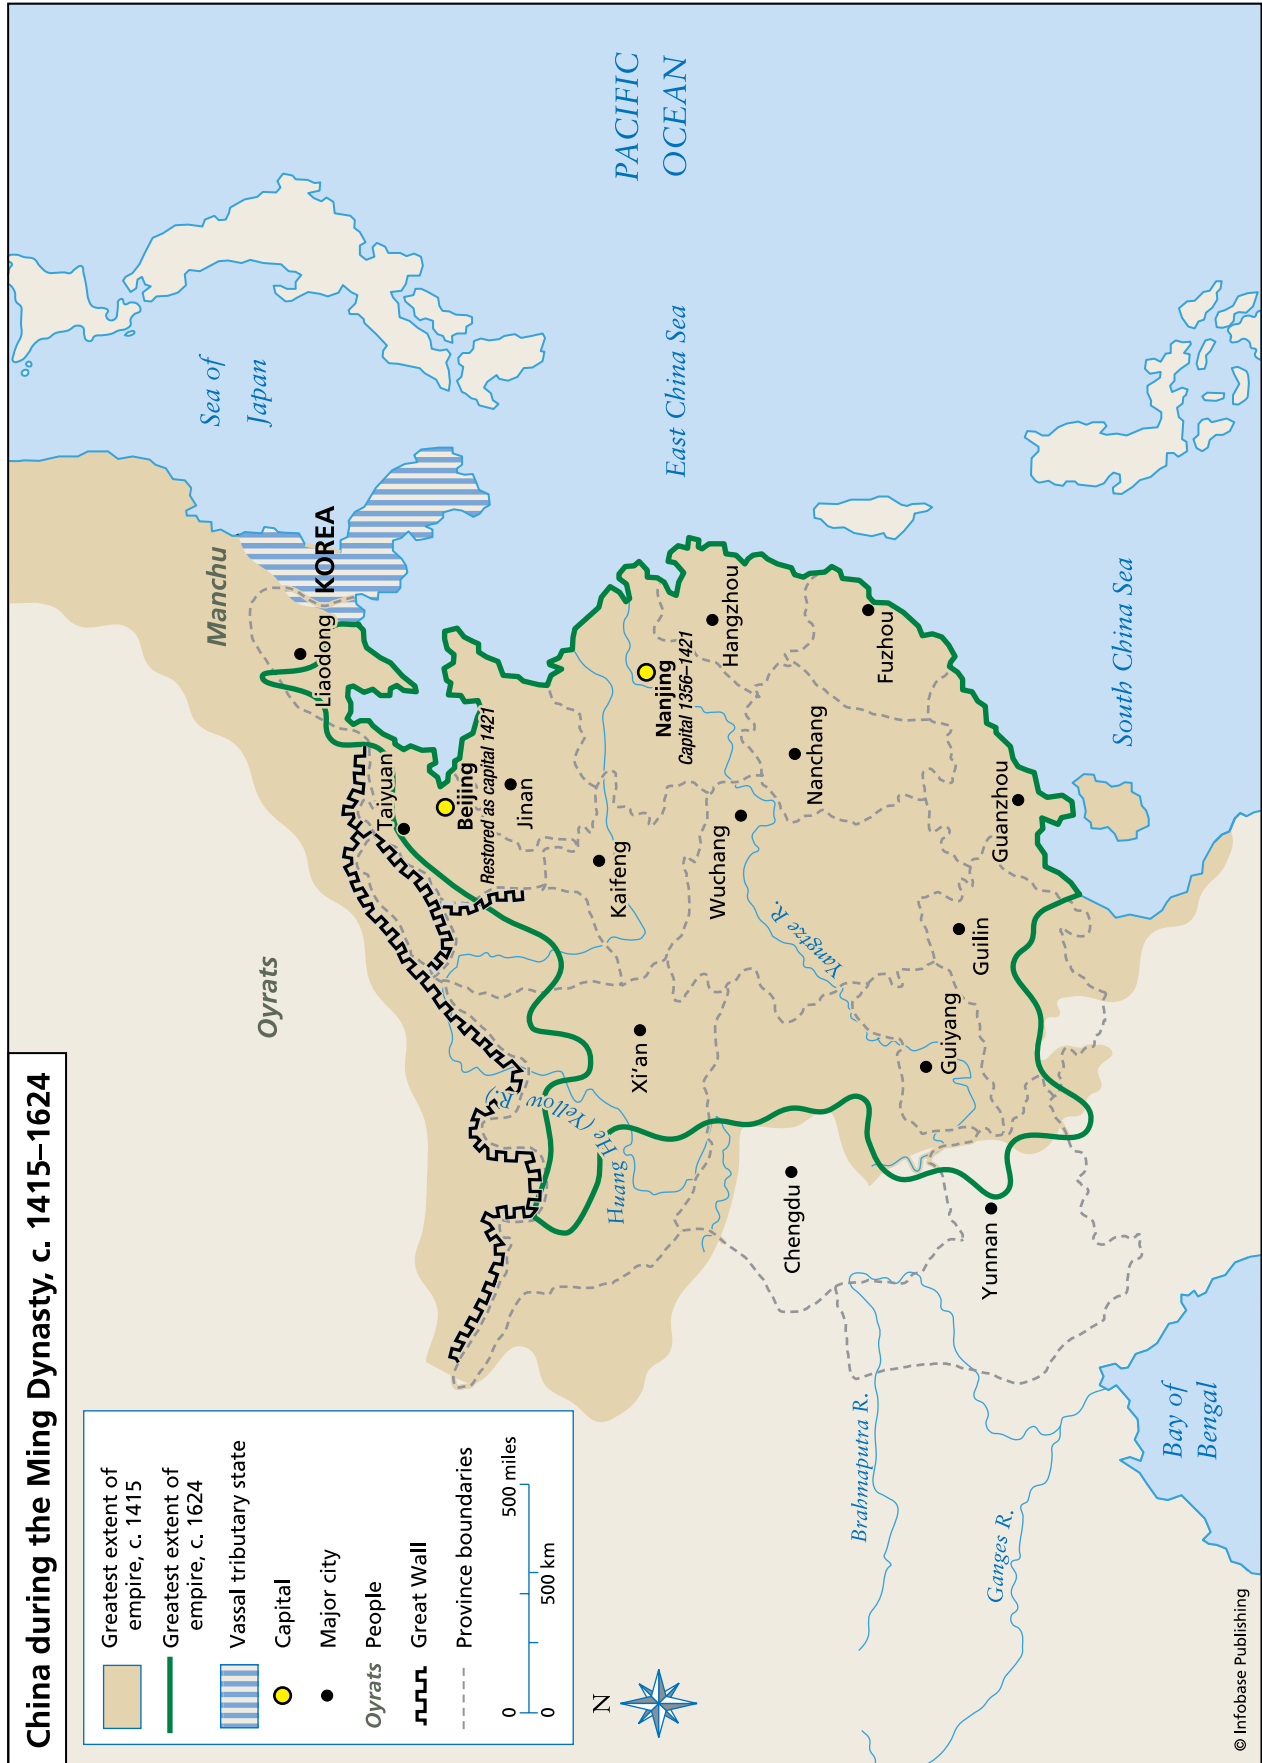 China during the Ming Dynasty, c. 1415–1624
Greatest extent of
empire, c. 1415
Greatest extent of
empire, c. 1624
Vassal tributary state
Capital
Major city
Oyrats People
Great Wall
Province boundaries
0 500 miles
0 500 km
N
Oyrats
Manchu
KOREA
Liaodong
Sea of
Japan
PACIFIC
OCEAN
Taiyuan
Beijing
Restored as capital 1421
Jinan
Huang He (Yellow R.)
Kaifeng
Xi’an
Nanjing
Capital 1356–1421
East China Sea
Hangzhou
Wuchang
Yangtze R.
Nanchang
Chengdu
Fuzhou
Guiyang
Guilin
Guanzhou
Yunnan
South China Sea
Brahmaputra R.
Ganges R.
Bay of
Bengal
© Infobase Publishing